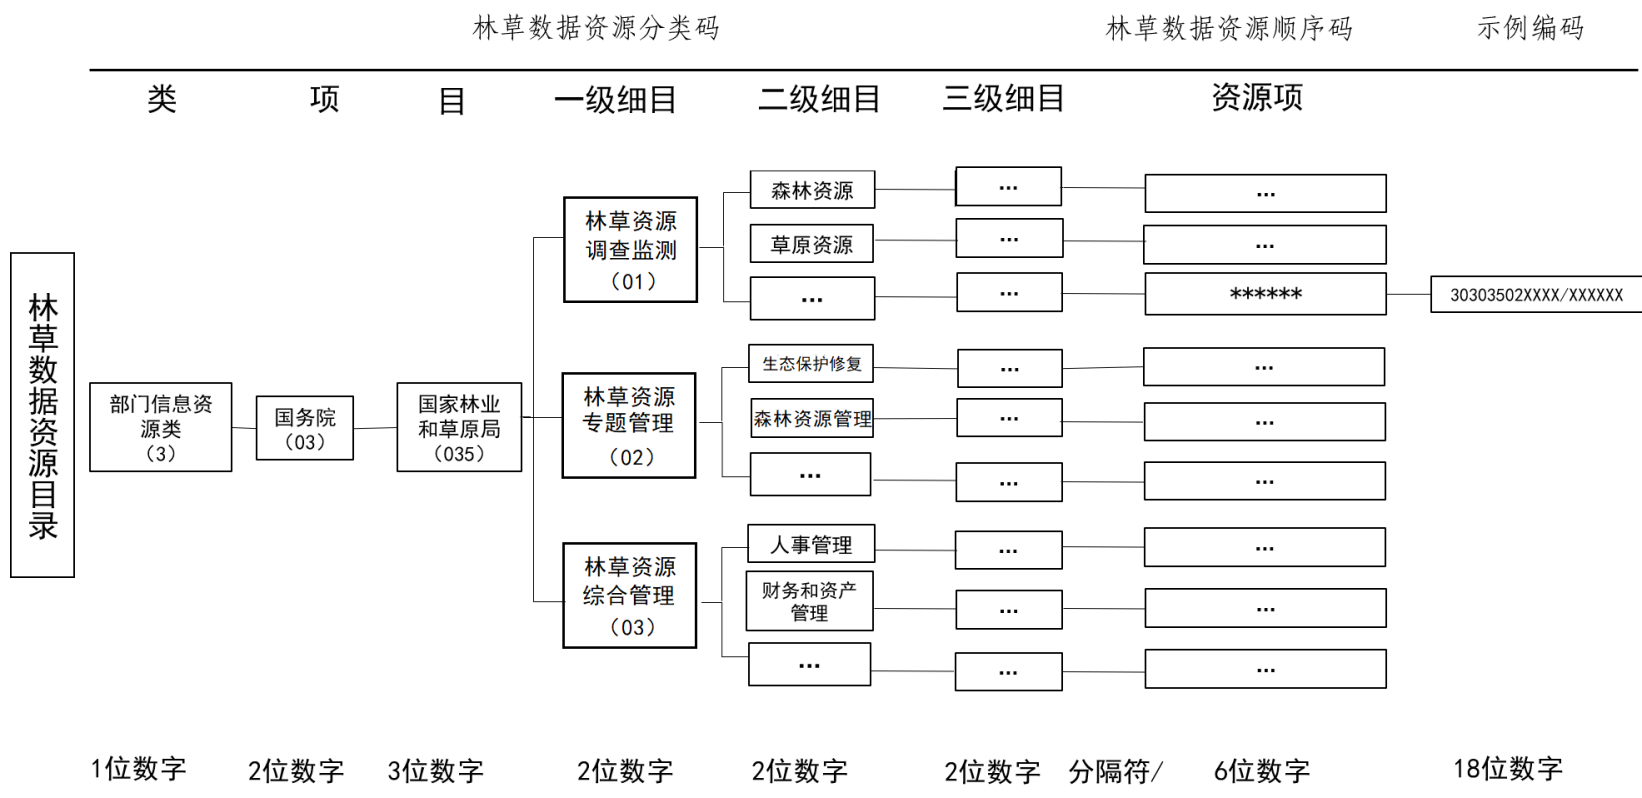 林草数据资源分类码
林草数据资源顺序码
示例编码
类
项
目
一级细目
二级细目
三级细目
资源项
林草数据资源目录
部门信息资
源类
（3）
国务院
（03）
国家林业
和草原局
（035）
林草资源
调查监测
（01）
森林资源
...
...
草原资源
...
...
...
...
******
30303502XXXX/XXXXXX
林草资源
专题管理
（02）
生态保护修复
...
...
森林资源管理
...
...
...
...
...
林草资源
综合管理
（03）
人事管理
...
...
财务和资产
管理
...
...
...
...
...
1位数字
2位数字
3位数字
2位数字
2位数字
2位数字
分隔符/
6位数字
18位数字